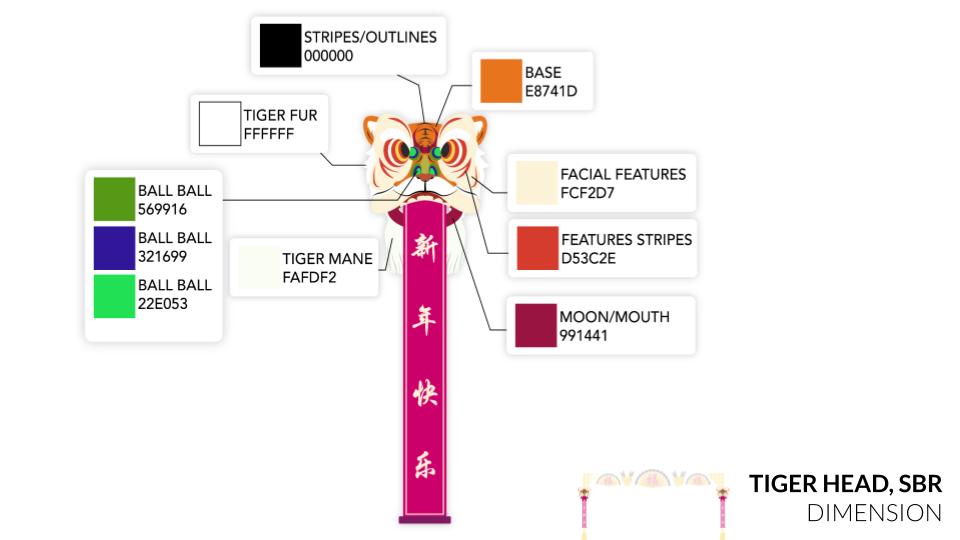 STRIPES/OUTLINES
000000
BASE
E8741D
TIGER FUR
FFFFFF
FACIAL FEATURES
FCF2D7
BALL BALL
569916
BALL BALL
321699
BALL BALL
22E053
TIGER MANE
FAFDF2
FEATURES STRIPES
D53C2E
MOON/MOUTH
991441
新
年
快
乐
TIGER HEAD, SBR
DIMENSION